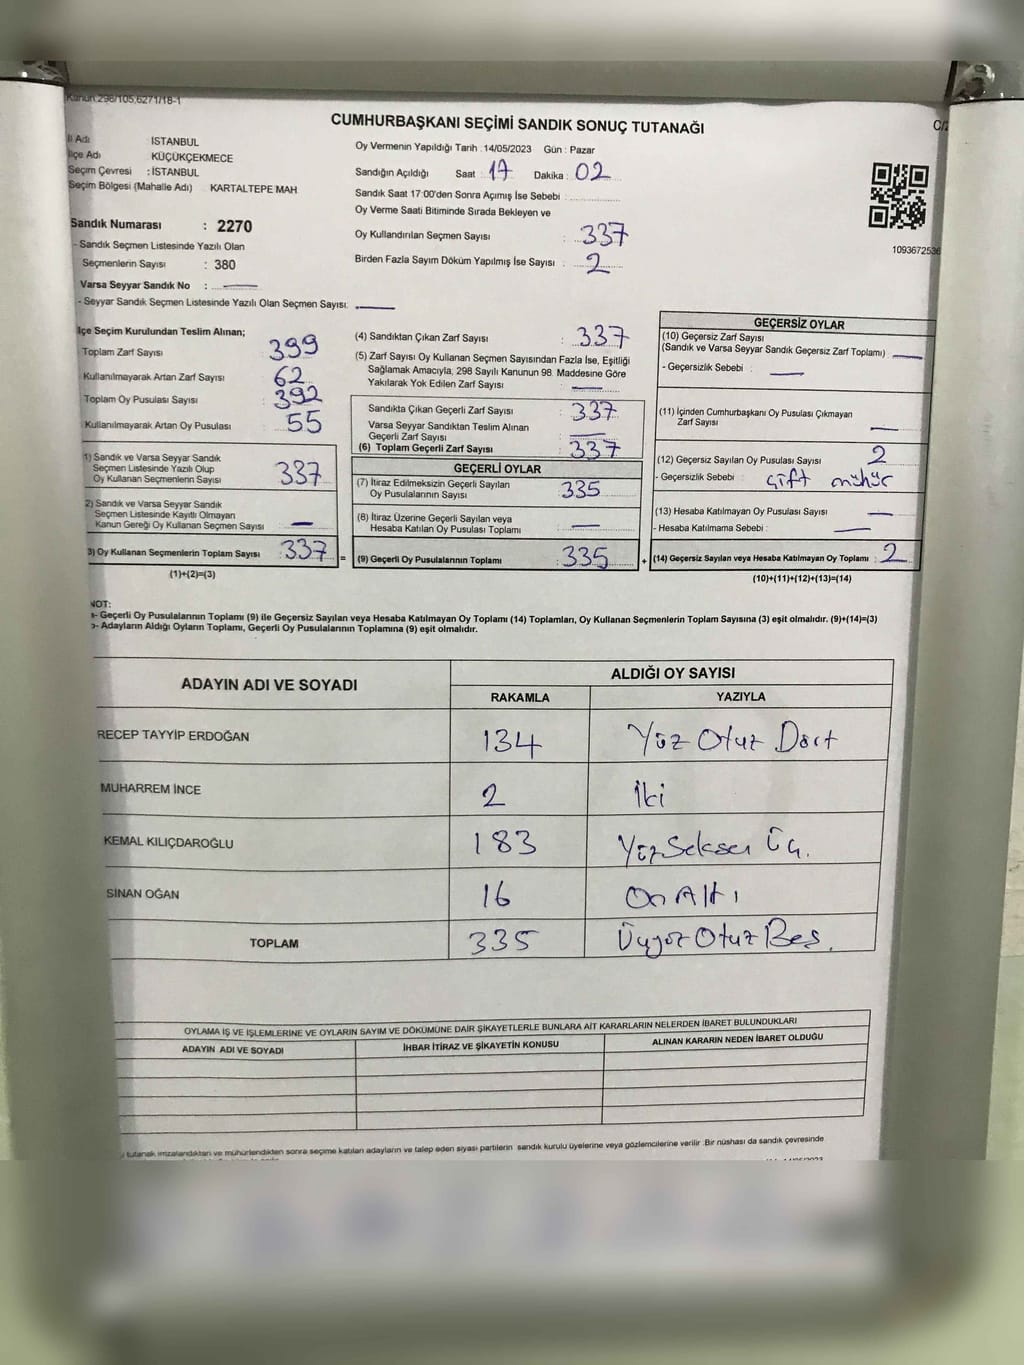 Kanun 298/105,6271/18-1
CUMHURBAŞKANI SEÇİMİ SANDIK SONUÇ TUTANAĞI
İl Adı : İSTANBUL
İlçe Adı : KÜÇÜKÇEKMECE
Seçim Çevresi : İSTANBUL
Seçim Bölgesi (Mahalle Adı) KARTALTEPE MAH
Sandık Numarası : 2270
- Sandık Seçmen Listesinde Yazılı Olan
Seçmenlerin Sayısı : 380
Varsa Seyyar Sandık No :
- Seyyar Sandık Seçmen Listesinde Yazılı Olan Seçmen Sayısı:
Oy Vermenin Yapıldığı Tarih :14/05/2023 Gün : Pazar
Sandığın Açıldığı Saat : 17 Dakika : 02
Sandık Saat 17:00'den Sonra Açımış İse Sebebi :
Oy Verme Saati Bitiminde Sırada Bekleyen ve
Oy Kullandırılan Seçmen Sayısı : 337
Birden Fazla Sayım Döküm Yapılmış İse Sayısı : 2
1093672536
İlçe Seçim Kurulundan Teslim Alınan;
Toplam Zarf Sayısı : 399
Kullanılmayarak Artan Zarf Sayısı : 62
Toplam Oy Pusulası Sayısı : 392
Kullanılmayarak Artan Oy Pusulası : 55
1) Sandık ve Varsa Seyyar Sandık
Seçmen Listesinde Yazılı Olup
Oy Kullanan Seçmenlerin Sayısı : 337
2) Sandık ve Varsa Seyyar Sandık
Seçmen Listesinde Kayıtlı Olmayan
Kanun Gereği Oy Kullanan Seçmen Sayısı :
3) Oy Kullanan Seçmenlerin Toplam Sayısı : 337 =
(1)+(2)=(3)
(4) Sandıktan Çıkan Zarf Sayısı : 337
(5) Zarf Sayısı Oy Kullanan Seçmen Sayısından Fazla İse, Eşitliği
Sağlamak Amacıyla, 298 Sayılı Kanunun 98. Maddesine Göre
Yakılarak Yok Edilen Zarf Sayısı :
Sandıkta Çıkan Geçerli Zarf Sayısı : 337
Varsa Seyyar Sandıktan Teslim Alınan
Geçerli Zarf Sayısı :
(6) Toplam Geçerli Zarf Sayısı : 337
GEÇERLİ OYLAR
(7) İtiraz Edilmeksizin Geçerli Sayılan
Oy Pusulalarının Sayısı : 335
(8) İtiraz Üzerine Geçerli Sayılan veya
Hesaba Katılan Oy Pusulası Toplamı :
(9) Geçerli Oy Pusulalarının Toplamı : 335 +
GEÇERSİZ OYLAR
(10) Geçersiz Zarf Sayısı
(Sandık ve Varsa Seyyar Sandık Geçersiz Zarf Toplamı) :
- Geçersizlik Sebebi :
(11) İçinden Cumhurbaşkanı Oy Pusulası Çıkmayan
Zarf Sayısı :
(12) Geçersiz Sayılan Oy Pusulası Sayısı : 2
- Geçersizlik Sebebi : çift mühür
(13) Hesaba Katılmayan Oy Pusulası Sayısı :
- Hesaba Katılmama Sebebi :
(14) Geçersiz Sayılan veya Hesaba Katılmayan Oy Toplamı : 2
(10)+(11)+(12)+(13)=(14)
NOT:
a- Geçerli Oy Pusulalarının Toplamı (9) ile Geçersiz Sayılan veya Hesaba Katılmayan Oy Toplamı (14) Toplamları, Oy Kullanan Seçmenlerin Toplam Sayısına (3) eşit olmalıdır. (9)+(14)=(3)
b- Adayların Aldığı Oyların Toplamı, Geçerli Oy Pusulalarının Toplamına (9) eşit olmalıdır.
ADAYIN ADI VE SOYADI ALDIĞI OY SAYISI
RAKAMLA YAZIYLA
RECEP TAYYİP ERDOĞAN 134 Yüz Otuz Dört
MUHARREM İNCE 2 İki
KEMAL KILIÇDAROĞLU 183 Yüz Seksen Üç.
SİNAN OĞAN 16 On Altı
TOPLAM 335 Üçyüz Otuz Beş.
OYLAMA İŞ VE İŞLEMLERİNE VE OYLARIN SAYIM VE DÖKÜMÜNE DAİR ŞİKAYETLERLE BUNLARA AİT KARARLARIN NELERDEN İBARET BULUNDUKLARI
ADAYIN ADI VE SOYADI İHBAR İTİRAZ VE ŞİKAYETİN KONUSU ALINAN KARARIN NEDEN İBARET OLDUĞU
tutanak imzalandıktan ve mühürlendikten sonra seçime katılan adayların ve talep eden siyasi partilerin sandık kurulu üyelerine veya gözlemcilerine verilir .Bir nüshası da sandık çevresinde